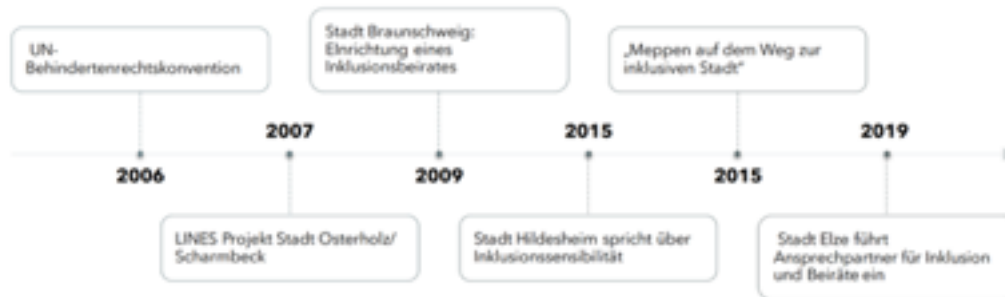 UN-
Behindertenrechtskonvention
2006
2007
LINES Projekt Stadt Osterholz/
Scharmbeck
Stadt Braunschweig:
EInrichtung eines
Inklusionsbeirates
2009
2015
Stadt Hildesheim spricht über
Inklusionssensibilität
„Meppen auf dem Weg zur
inklusiven Stadt“
2015
2019
Stadt Elze führt
Ansprechpartner für Inklusion
und Beiräte ein